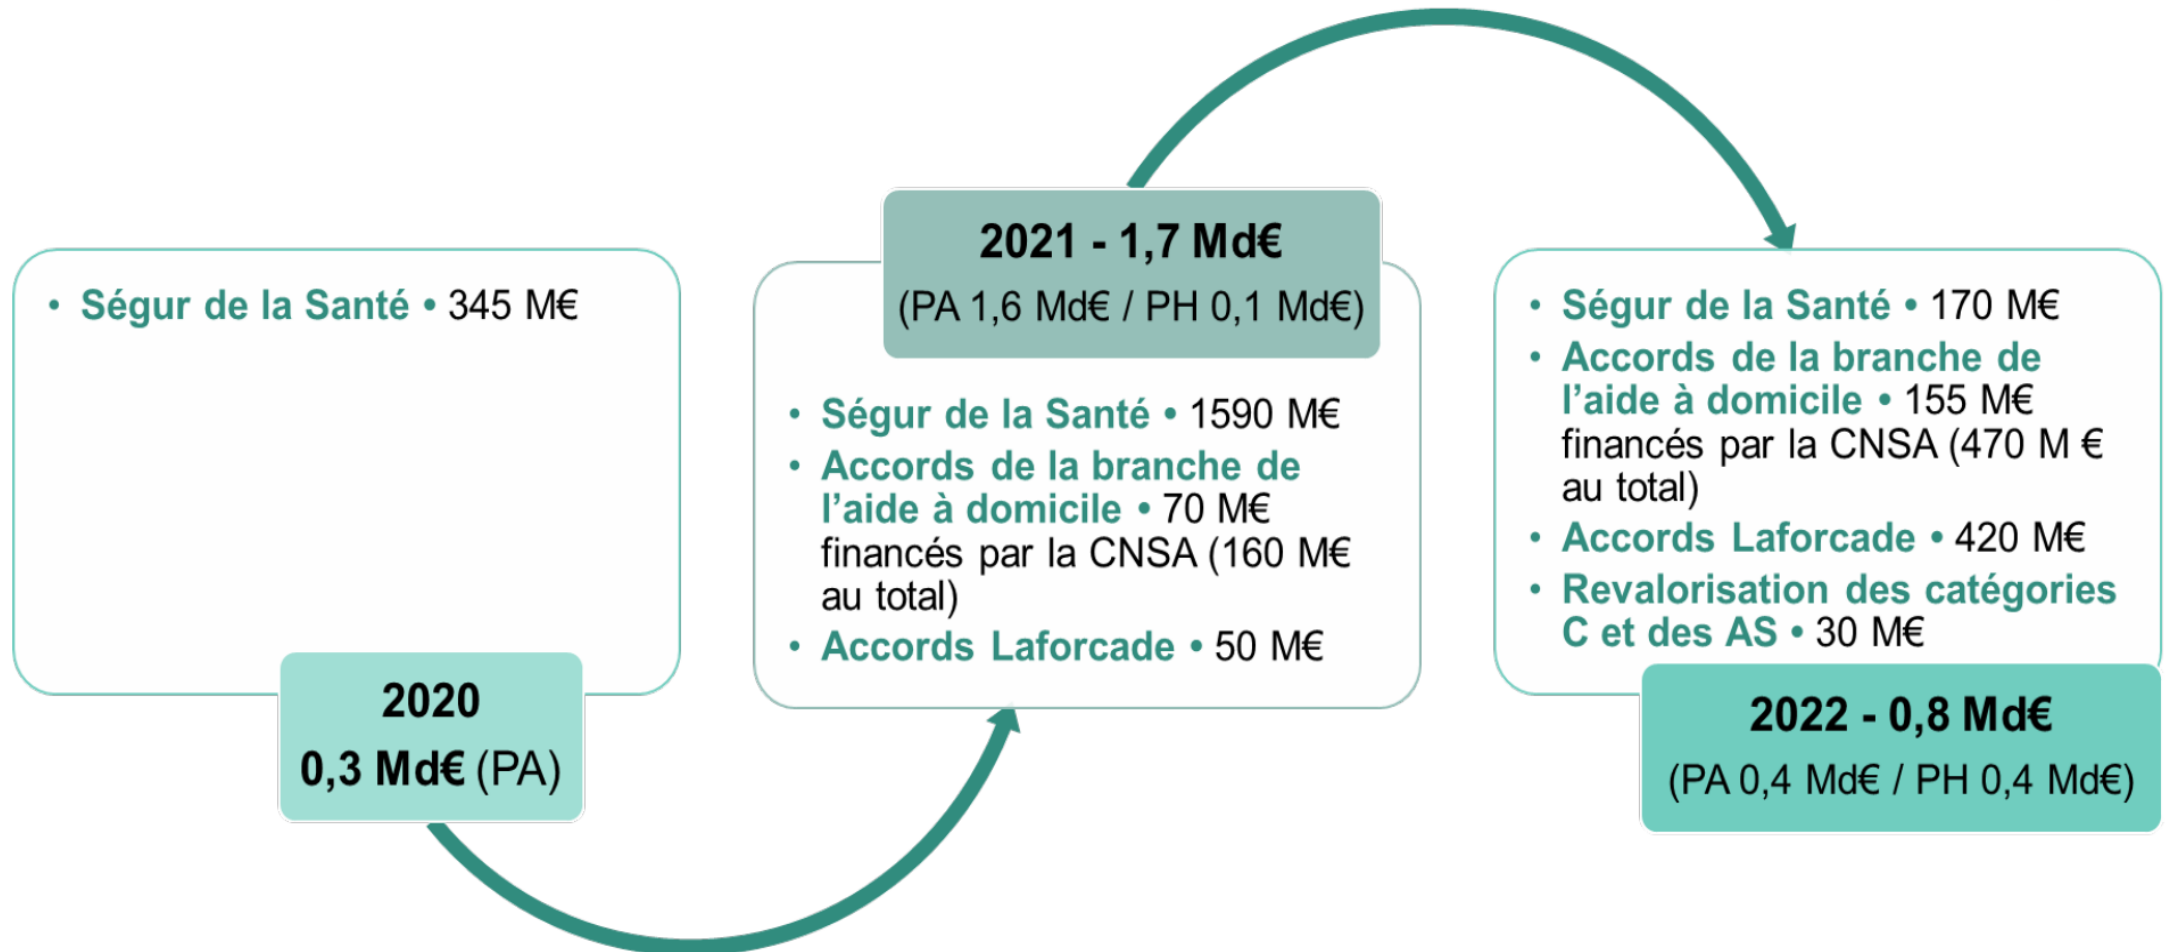 • Ségur de la Santé • 345 M€
2020
0,3 Md€ (PA)
2021 - 1,7 Md€
(PA 1,6 Md€ / PH 0,1 Md€)
• Ségur de la Santé • 1590 M€
• Accords de la branche de
l’aide à domicile • 70 M€
financés par la CNSA (160 M€
au total)
• Accords Laforcade • 50 M€
• Ségur de la Santé • 170 M€
• Accords de la branche de
l’aide à domicile • 155 M€
financés par la CNSA (470 M €
au total)
• Accords Laforcade • 420 M€
• Revalorisation des catégories
C et des AS • 30 M€
2022 - 0,8 Md€
(PA 0,4 Md€ / PH 0,4 Md€)